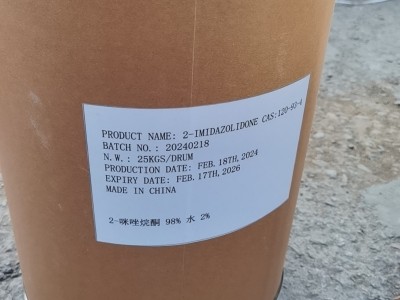 PRODUCT NAME: 2-IMIDAZOLIDONE CAS:120-93-4
BATCH NO.: 20240218
N.W.: 25KGS/DRUM
PRODUCTION DATE: FEB.18TH,2024
EXPIRY DATE: FEB.17TH,2026
MADE IN CHINA
2-咪唑烷酮 98% 水 2%